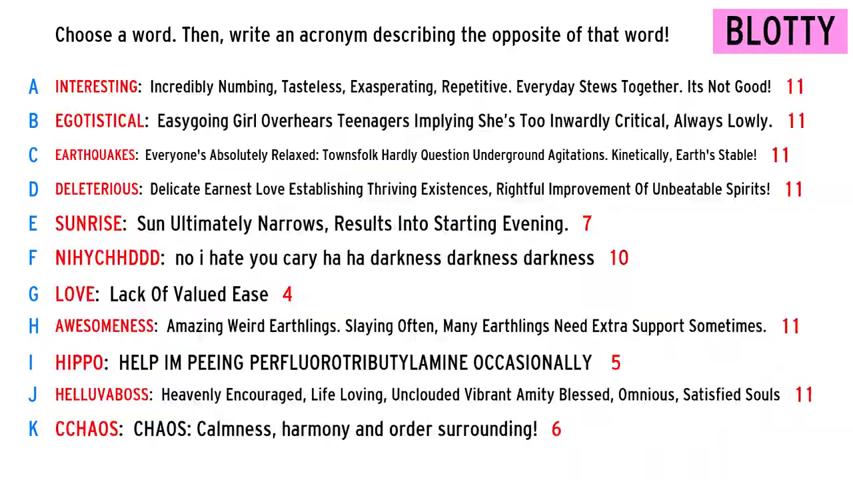 Choose a word. Then, write an acronym describing the opposite of that word!
BLOTTY
A INTERESTING: Incredibly Numbing, Tasteless, Exasperating, Repetitive. Everyday Stews Together. Its Not Good! 11
B EGOTISTICAL: Easygoing Girl Overhears Teenagers Implying She's Too Inwardly Critical, Always Lowly. 11
C EARTHQUAKES: Everyone's Absolutely Relaxed: Townsfolk Hardly Question Underground Agitations. Kinetically, Earth's Stable! 11
D DELETERIOUS: Delicate Earnest Love Establishing Thriving Existences, Rightful Improvement Of Unbeatable Spirits! 11
E SUNRISE: Sun Ultimately Narrows, Results Into Starting Evening. 7
F NIHYCHHDDD: no i hate you cary ha ha darkness darkness darkness 10
G LOVE: Lack Of Valued Ease 4
H AWESOMENESS: Amazing Weird Earthlings. Slaying Often, Many Earthlings Need Extra Support Sometimes. 11
I HIPPO: HELP IM PEEING PERFLUOROTRIBUTYLAMINE OCCASIONALLY 5
J HELLUVABOSS: Heavenly Encouraged, Life Loving, Unclouded Vibrant Amity Blessed, Omnious, Satisfied Souls 11
K CCHAOS: CHAOS: Calmness, harmony and order surrounding! 6